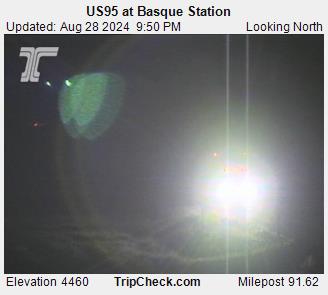 US95 at Basque Station
Updated: Aug 28 2024 9:50 PM Looking North
Elevation 4460 TripCheck.com Milepost 91.62